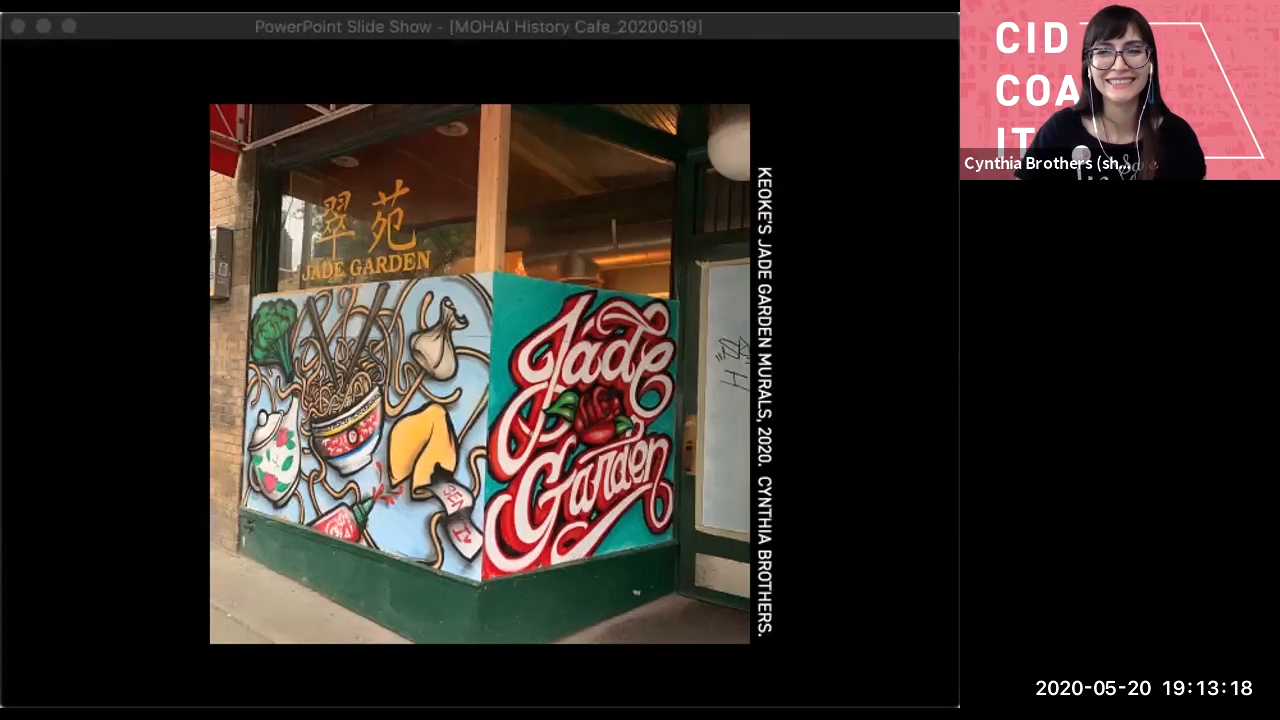 PowerPoint Slide Show - [MOHAI History Cafe_20200519]
翠苑
JADE GARDEN
Jade
Garden
KEOKE'S JADE GARDEN MURALS, 2020. CYNTHIA BROTHERS.
CID
COA
IT
Cynthia Brothers (sh...
2020-05-20 19:13:18